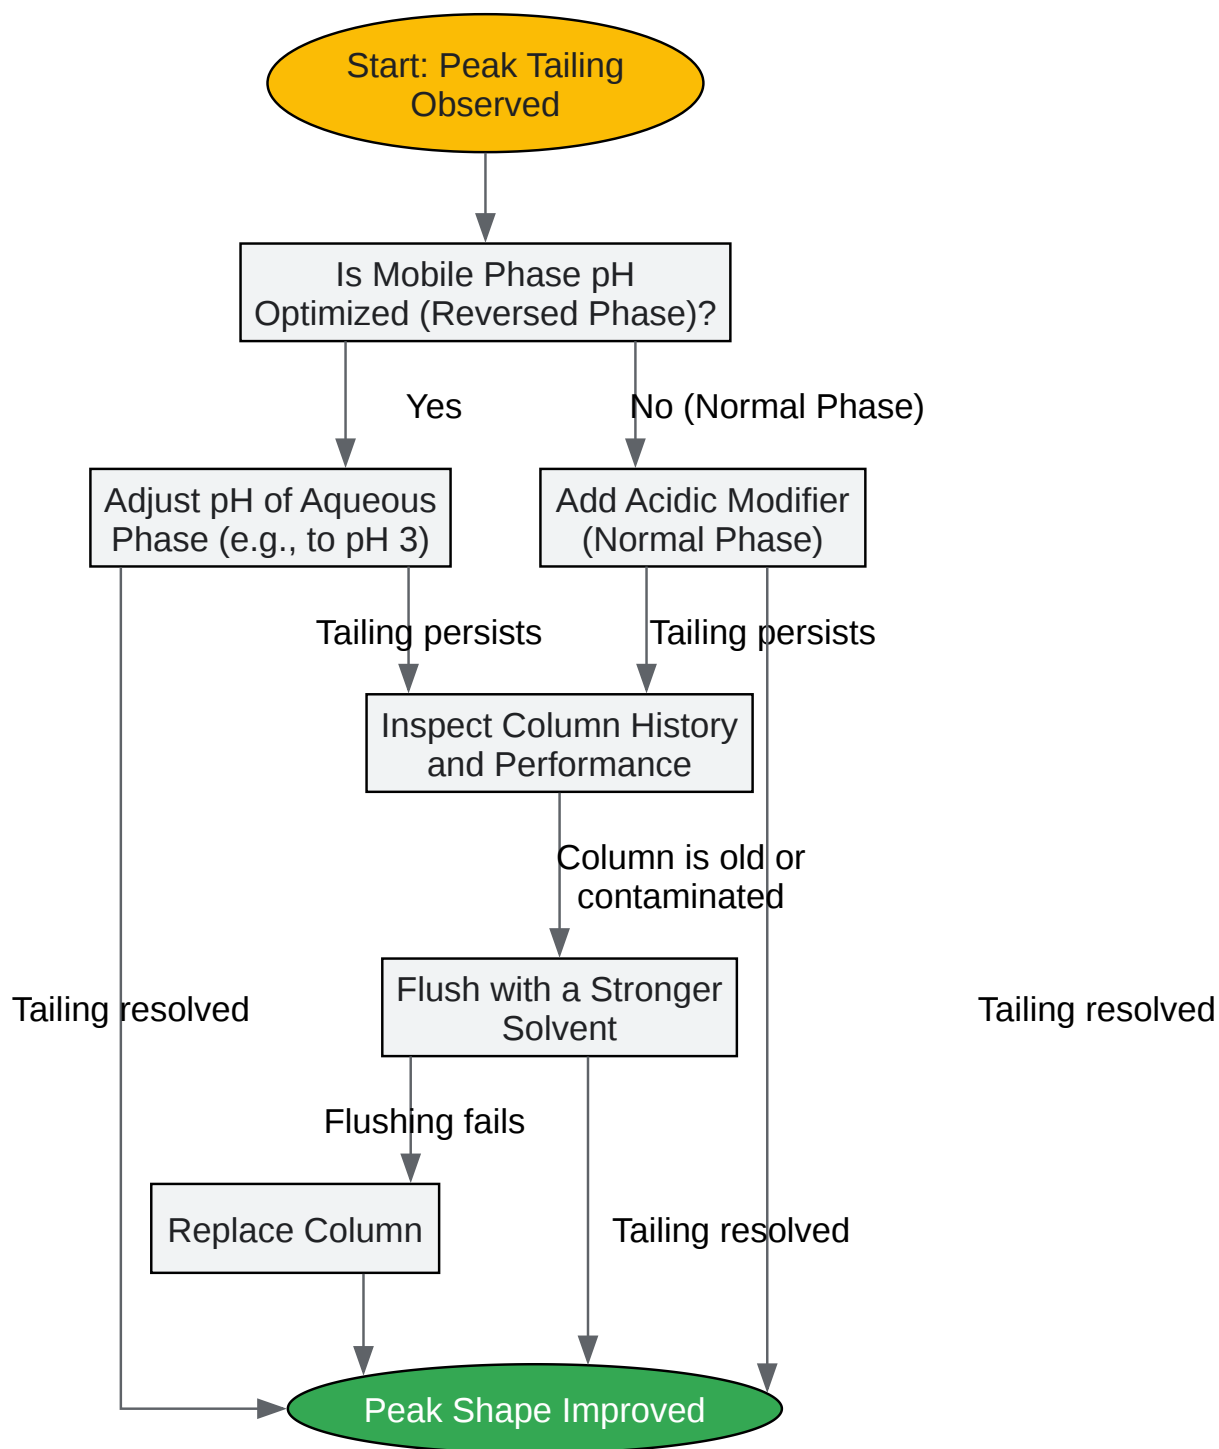 Start: Peak Tailing
Observed
Is Mobile Phase pH
Optimized (Reversed Phase)?
Yes
No (Normal Phase)
Adjust pH of Aqueous
Phase (e.g., to pH 3)
Add Acidic Modifier
(Normal Phase)
Tailing persists
Tailing persists
Inspect Column History
and Performance
Column is old or
contaminated
Flush with a Stronger
Solvent
Tailing resolved
Tailing resolved
Flushing fails
Replace Column
Tailing resolved
Peak Shape Improved